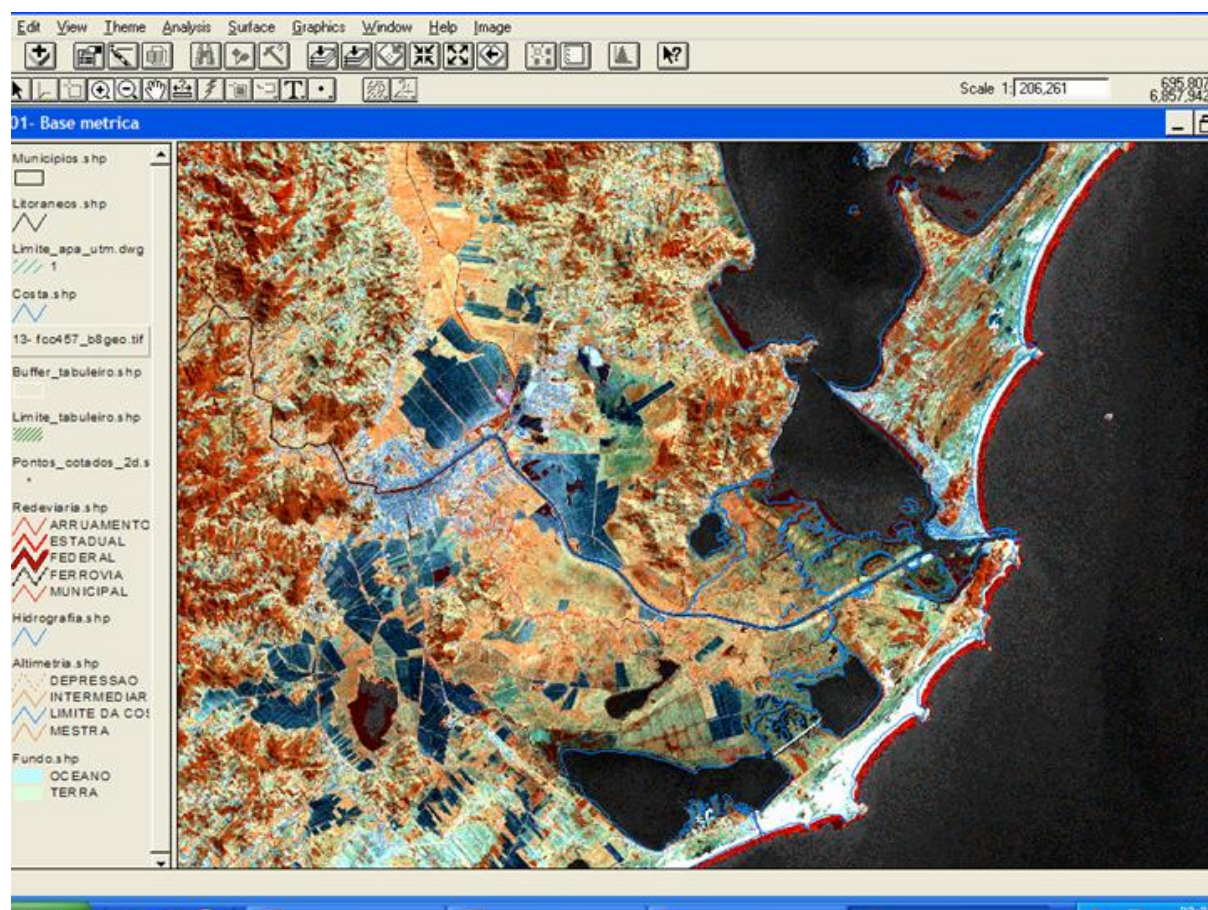 Edit View Theme Analysis Surface Graphics Window Help Image
Scale 1: 206,261
695,807
6,857,942
01- Base metrica
Municipios.shp
Litoraneos.shp
Limite_apa_utm.dwg
1
Costa.shp
13- fcc457_b8geo.tif
Buffer_tabuleiro.shp
Limite_tabuleiro.shp
Pontos_cotados_2d.s
Redeviaria.shp
ARRUAMENTO
ESTADUAL
FEDERAL
FERROVIA
MUNICIPAL
Hidrografia.shp
Altimetria.shp
DEPRESSAO
INTERMEDIAR
LIMITE DA COS
MESTRA
Fundo.shp
OCEANO
TERRA